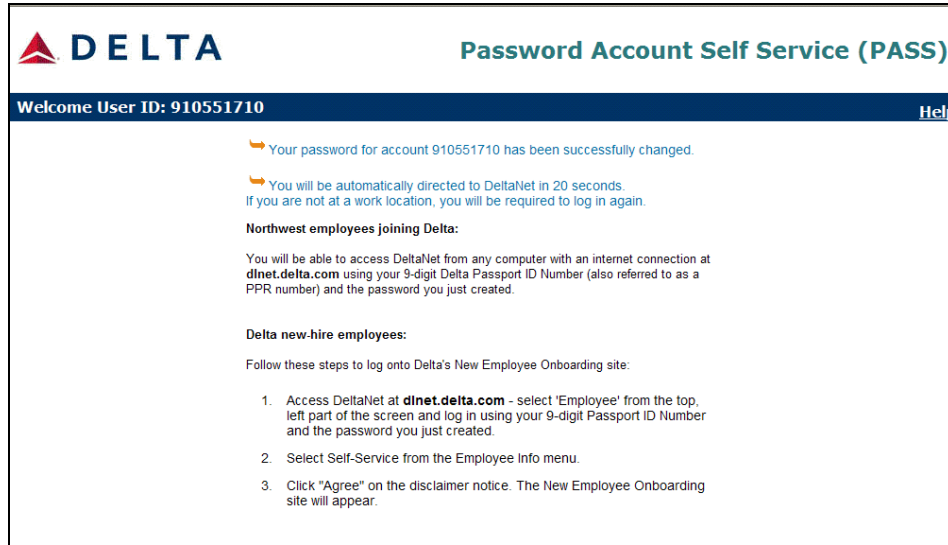 DELTA
Password Account Self Service (PASS)
Welcome User ID: 910551710
Help
Your password for account 910551710 has been successfully changed.
You will be automatically directed to DeltaNet in 20 seconds.
If you are not at a work location, you will be required to log in again.
Northwest employees joining Delta:
You will be able to access DeltaNet from any computer with an internet connection at
dlnet.delta.com using your 9-digit Delta Passport ID Number (also referred to as a
PPR number) and the password you just created.
Delta new-hire employees:
Follow these steps to log onto Delta's New Employee Onboarding site:
1. Access DeltaNet at dlnet.delta.com - select 'Employee' from the top,
left part of the screen and log in using your 9-digit Passport ID Number
and the password you just created.
2. Select Self-Service from the Employee Info menu.
3. Click "Agree" on the disclaimer notice. The New Employee Onboarding
site will appear.